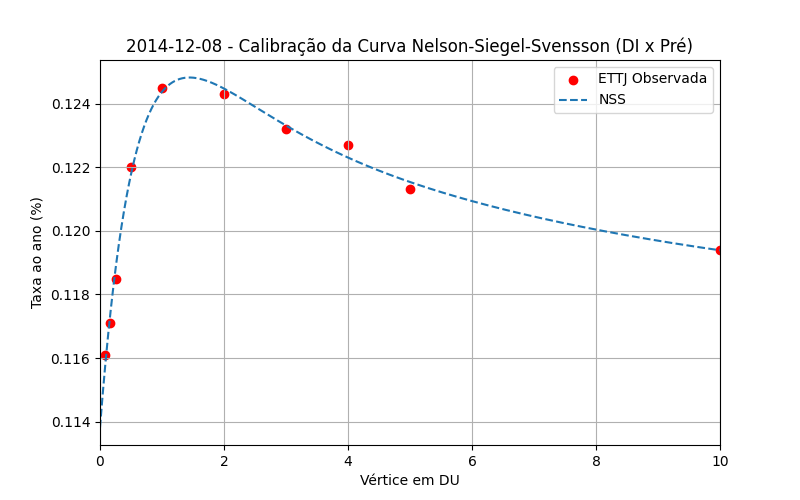 2014-12-08 - Calibração da Curva Nelson-Siegel-Svensson (DI x Pré)
ETTJ Observada
NSS
Taxa ao ano (%)
0.124
0.122
0.120
0.118
0.116
0.114
0 2 4 6 8 10
Vértice em DU